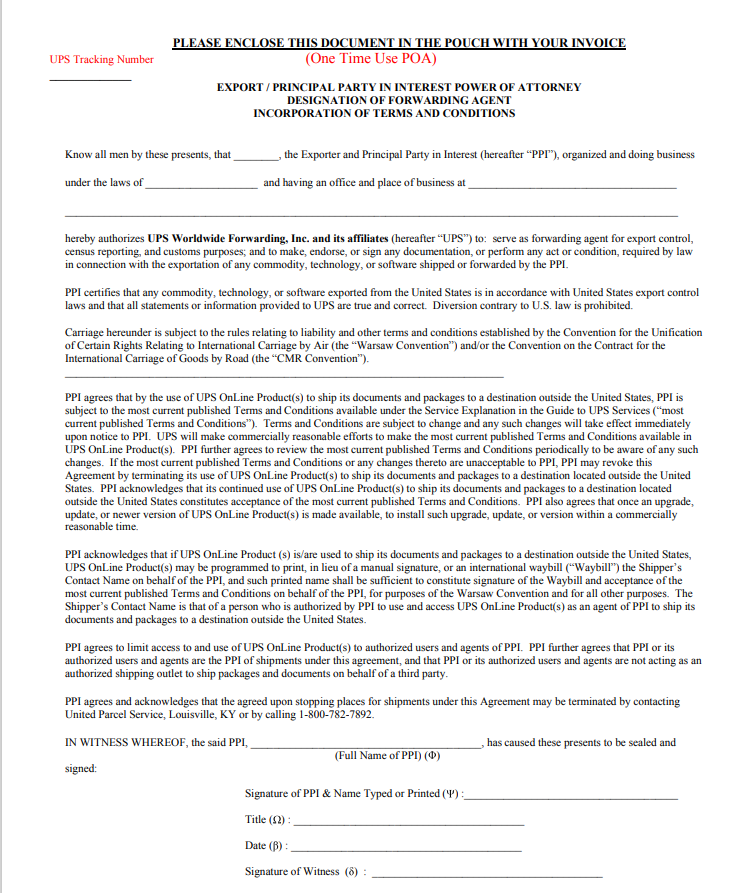 PLEASE ENCLOSE THIS DOCUMENT IN THE POUCH WITH YOUR INVOICE
UPS Tracking Number (One Time Use POA)
_______________
EXPORT / PRINCIPAL PARTY IN INTEREST POWER OF ATTORNEY
DESIGNATION OF FORWARDING AGENT
INCORPORATION OF TERMS AND CONDITIONS
Know all men by these presents, that ________, the Exporter and Principal Party in Interest (hereafter “PPI”), organized and doing business
under the laws of ____________________ and having an office and place of business at _____________________________________
_____________________________________________________________________________________________________________
hereby authorizes UPS Worldwide Forwarding, Inc. and its affiliates (hereafter “UPS”) to: serve as forwarding agent for export control,
census reporting, and customs purposes; and to make, endorse, or sign any documentation, or perform any act or condition, required by law
in connection with the exportation of any commodity, technology, or software shipped or forwarded by the PPI.
PPI certifies that any commodity, technology, or software exported from the United States is in accordance with United States export control
laws and that all statements or information provided to UPS are true and correct. Diversion contrary to U.S. law is prohibited.
Carriage hereunder is subject to the rules relating to liability and other terms and conditions established by the Convention for the Unification
of Certain Rights Relating to International Carriage by Air (the “Warsaw Convention”) and/or the Convention on the Contract for the
International Carriage of Goods by Road (the “CMR Convention”).
______________________________________________________________________________
PPI agrees that by the use of UPS OnLine Product(s) to ship its documents and packages to a destination outside the United States, PPI is
subject to the most current published Terms and Conditions available under the Service Explanation in the Guide to UPS Services (“most
current published Terms and Conditions”). Terms and Conditions are subject to change and any such changes will take effect immediately
upon notice to PPI. UPS will make commercially reasonable efforts to make the most current published Terms and Conditions available in
UPS OnLine Product(s). PPI further agrees to review the most current published Terms and Conditions periodically to be aware of any such
changes. If the most current published Terms and Conditions or any changes thereto are unacceptable to PPI, PPI may revoke this
Agreement by terminating its use of UPS OnLine Product(s) to ship its documents and packages to a destination located outside the United
States. PPI acknowledges that its continued use of UPS OnLine Product(s) to ship its documents and packages to a destination located
outside the United States constitutes acceptance of the most current published Terms and Conditions. PPI also agrees that once an upgrade,
update, or newer version of UPS OnLine Product(s) is made available, to install such upgrade, update, or version within a commercially
reasonable time.
PPI acknowledges that if UPS OnLine Product (s) is/are used to ship its documents and packages to a destination outside the United States,
UPS OnLine Product(s) may be programmed to print, in lieu of a manual signature, or an international waybill (“Waybill”) the Shipper’s
Contact Name on behalf of the PPI, and such printed name shall be sufficient to constitute signature of the Waybill and acceptance of the
most current published Terms and Conditions on behalf of the PPI, for purposes of the Warsaw Convention and for all other purposes. The
Shipper’s Contact Name is that of a person who is authorized by PPI to use and access UPS OnLine Product(s) as an agent of PPI to ship its
documents and packages to a destination outside the United States.
PPI agrees to limit access to and use of UPS OnLine Product(s) to authorized users and agents of PPI. PPI further agrees that PPI or its
authorized users and agents are the PPI of shipments under this agreement, and that PPI or its authorized users and agents are not acting as an
authorized shipping outlet to ship packages and documents on behalf of a third party.
PPI agrees and acknowledges that the agreed upon stopping places for shipments under this Agreement may be terminated by contacting
United Parcel Service, Louisville, KY or by calling 1-800-782-7892.
IN WITNESS WHEREOF, the said PPI, _________________________________________, has caused these presents to be sealed and
(Full Name of PPI) (Φ)
signed:
Signature of PPI & Name Typed or Printed (Ψ) :______________________________________
Title (Ω) : _________________________________________
Date (β) : _________________________________________
Signature of Witness (δ) : _________________________________________